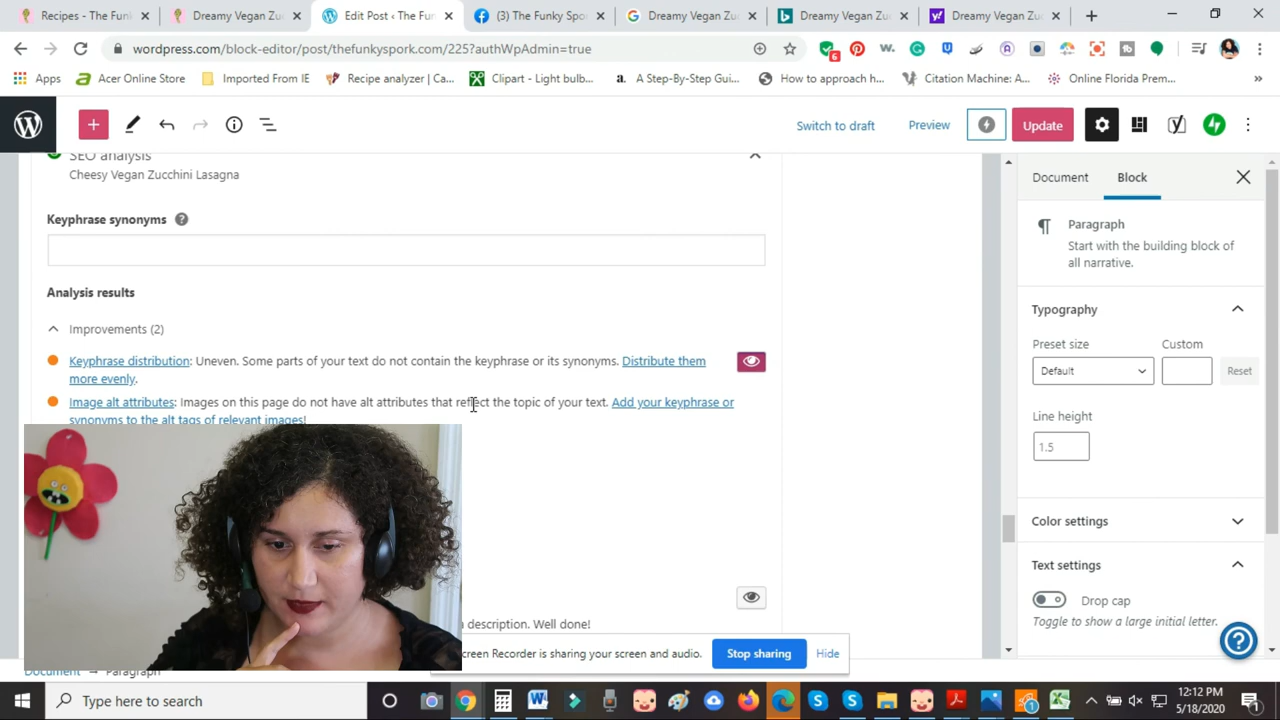 Recipes - The Funk
Dreamy Vegan Zuc
Edit Post ‹ The Fun
(3) The Funky Spo
Dreamy Vegan Zuc
Dreamy Vegan Zu
Dreamy Vegan Zu
wordpress.com/block-editor/post/thefunkyspork.com/225?authWpAdmin=true
6
Apps
Acer Online Store
Imported From IE
Recipe analyzer | Ca...
Clipart - Light bulb...
a. A Step-By-Step Gui...
How to approach h...
Citation Machine: A...
Online Florida Prem...
»
Switch to draft
Preview
Update
SEO analysis
Cheesy Vegan Zucchini Lasagna
Keyphrase synonyms
Analysis results
Improvements (2)
Keyphrase distribution: Uneven. Some parts of your text do not contain the keyphrase or its synonyms. Distribute them
more evenly.
Image alt attributes: Images on this page do not have alt attributes that reflect the topic of your text. Add your keyphrase or
synonyms to the alt tags of relevant images!
description. Well done!
Document → Paragraph
creen Recorder is sharing your screen and audio.
Stop sharing
Hide
Document
Block
Paragraph
Start with the building block of
all narrative.
Typography
Preset size
Custom
Default
Reset
Line height
1.5
Color settings
Text settings
Drop cap
Toggle to show a large initial letter.
Type here to search
12:12 PM
5/18/2020
1